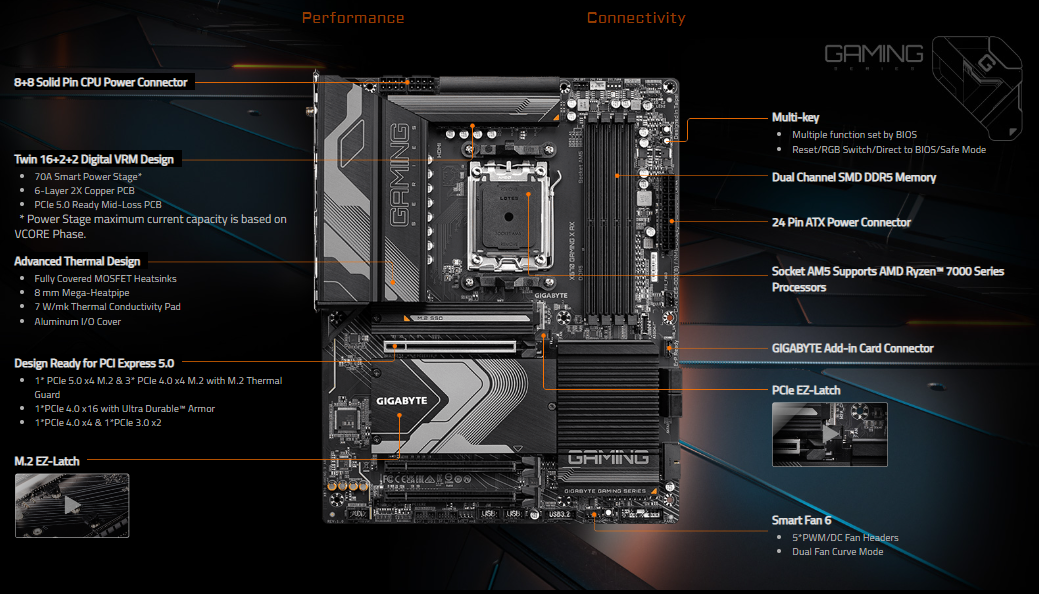 Performance
Connectivity
GAMING
SERIES
8+8 Solid Pin CPU Power Connector
Twin 16+2+2 Digital VRM Design
70A Smart Power Stage*
6-Layer 2X Copper PCB
PCIe 5.0 Ready Mid-Loss PCB
* Power Stage maximum current capacity is based on
VCORE Phase.
Advanced Thermal Design
Fully Covered MOSFET Heatsinks
8 mm Mega-Heatpipe
7 W/mk Thermal Conductivity Pad
Aluminum I/O Cover
Design Ready for PCI Express 5.0
1* PCIe 5.0 x4 M.2 & 3* PCIe 4.0 x4 M.2 with M.2 Thermal
Guard
1*PCIe 4.0 x16 with Ultra Durable™ Armor
1*PCIe 4.0 x4 & 1*PCIe 3.0 x2
M.2 EZ-Latch
GAMING
SERIES
HDMI
LOTES
Socket AM5
X670 GAMING X AX
DDR5
GIGABYTE
M.2 SSD
GIGABYTE
GAMING
GIGABYTE GAMING SERIES
USB
USB
USB3.2
Multi-key
Multiple function set by BIOS
Reset/RGB Switch/Direct to BIOS/Safe Mode
Dual Channel SMD DDR5 Memory
24 Pin ATX Power Connector
Socket AM5 Supports AMD Ryzen™ 7000 Series
Processors
GIGABYTE Add-in Card Connector
PCIe EZ-Latch
Smart Fan 6
5*PWM/DC Fan Headers
Dual Fan Curve Mode